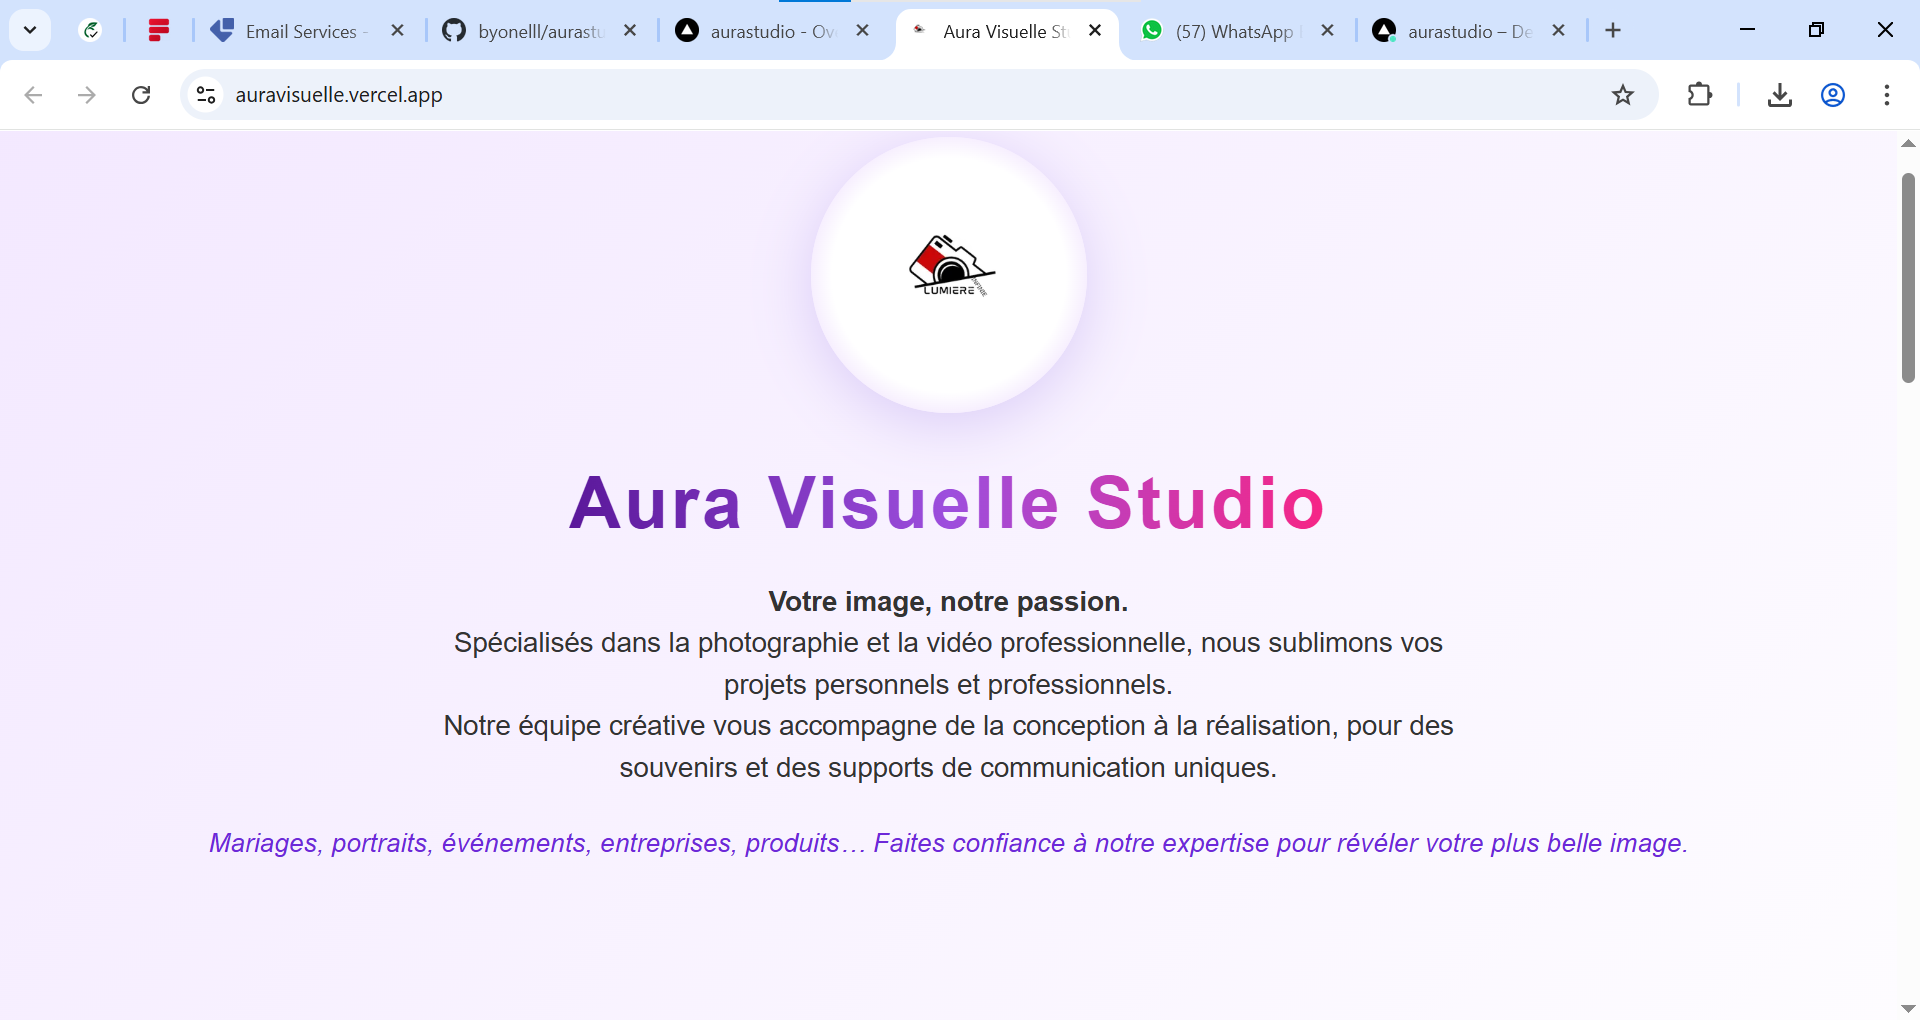 Email Services -
byonelll/aurastu
aurastudio - Ov
Aura Visuelle St
(57) WhatsApp
aurastudio – De
auravisuelle.vercel.app
LUMIERE
Aura Visuelle Studio
Votre image, notre passion.
Spécialisés dans la photographie et la vidéo professionnelle, nous sublimons vos
projets personnels et professionnels.
Notre équipe créative vous accompagne de la conception à la réalisation, pour des
souvenirs et des supports de communication uniques.
Mariages, portraits, événements, entreprises, produits… Faites confiance à notre expertise pour révéler votre plus belle image.